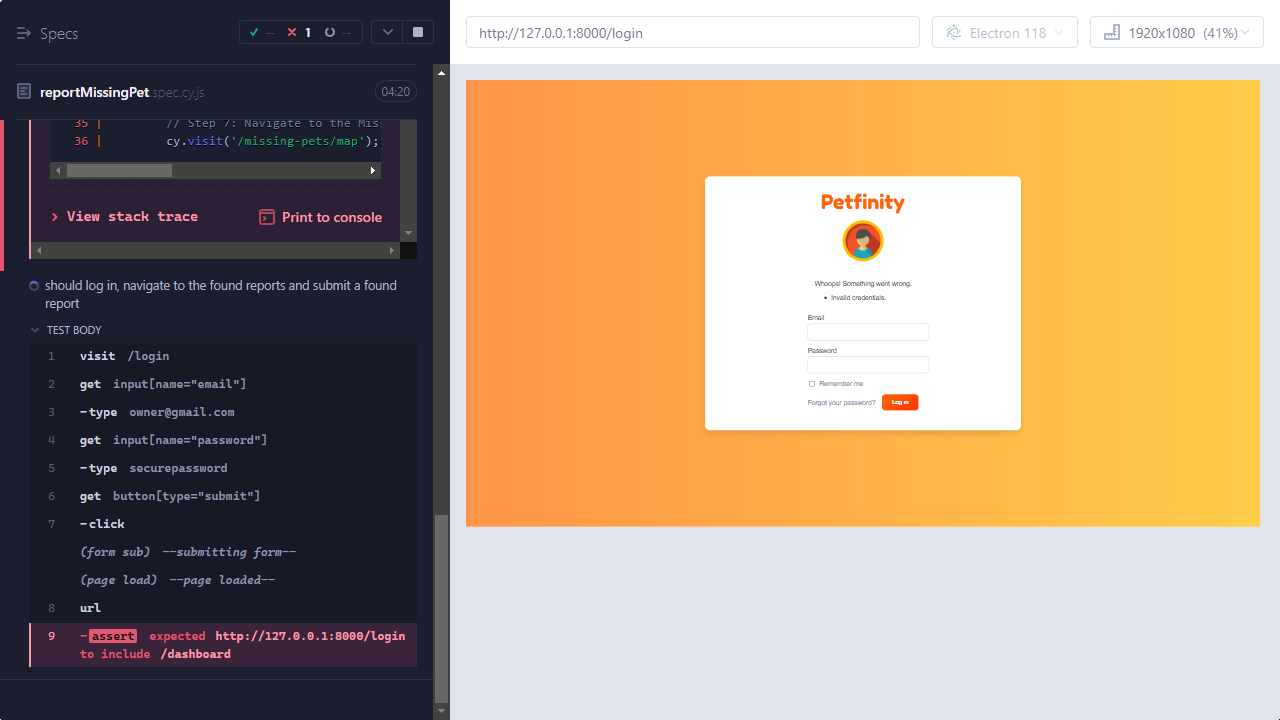 Specs
-- 1 --
http://127.0.0.1:8000/login
Electron 118
1920x1080 (41%)
reportMissingPet.spec.cy.js
04:20
35 | // Step 7: Navigate to the Mis
36 | cy.visit('/missing-pets/map');
View stack trace
Print to console
should log in, navigate to the found reports and submit a found
report
TEST BODY
1 visit /login
2 get input[name="email"]
3 -type owner@gmail.com
4 get input[name="password"]
5 -type securepassword
6 get button[type="submit"]
7 -click
(form sub) --submitting form--
(page load) --page loaded--
8 url
9 -assert expected http://127.0.0.1:8000/login
to include /dashboard
Petfinity
Whoops! Something went wrong.
• Invalid credentials.
Email
Password
Remember me
Forgot your password? Log in